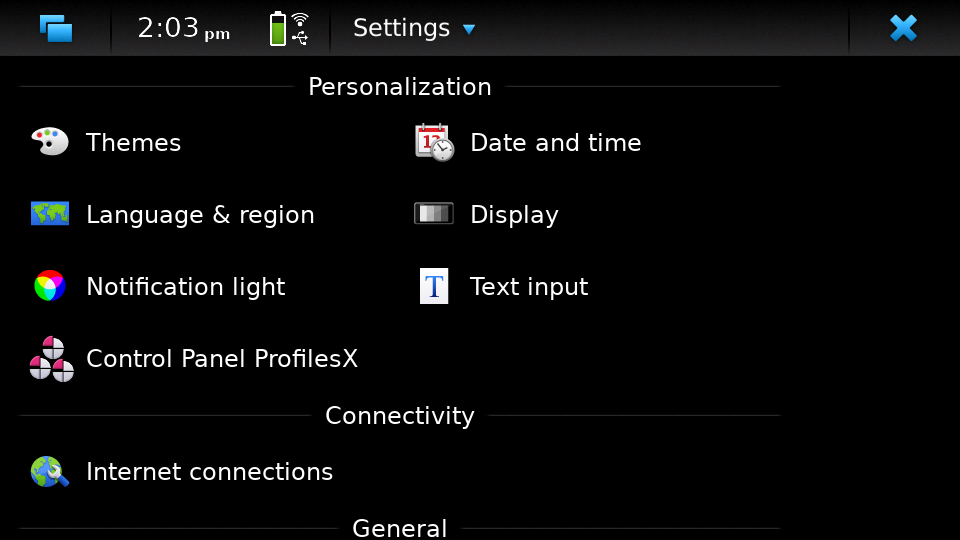 2:03 pm
Settings
Personalization
Themes
Date and time
Language & region
Display
Notification light
Text input
Control Panel ProfilesX
Connectivity
Internet connections
General